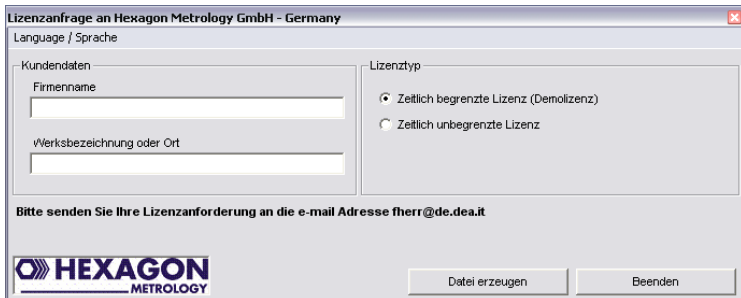 Lizenzanfrage an Hexagon Metrology GmbH - Germany
Language / Sprache
Kundendaten
Firmenname
Werksbezeichnung oder Ort
Lizenztyp
Zeitlich begrenzte Lizenz (Demolizenz)
Zeitlich unbegrenzte Lizenz
Bitte senden Sie Ihre Lizenzanforderung an die e-mail Adresse fherr@de.dea.it
HEXAGON
METROLOGY
Datei erzeugen
Beenden